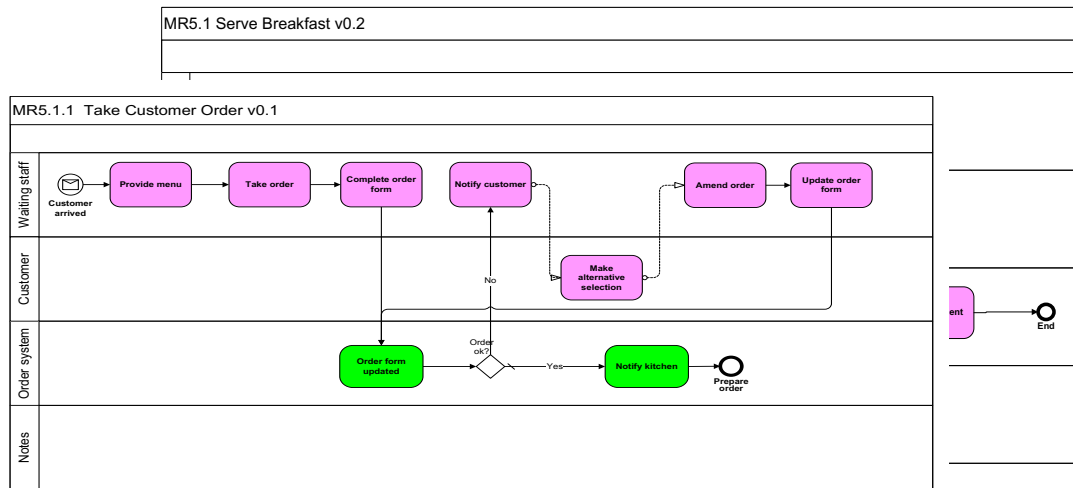 MR5.1 Serve Breakfast v0.2
MR5.1.1 Take Customer Order v0.1
Waiting staff
Customer
arrived
Provide menu
Take order
Complete order
form
Notify customer
Amend order
Update order
form
Customer
Make
alternative
selection
No
ent
End
Order system
Order form
updated
Order
ok?
Yes
Notify kitchen
Prepare
order
Notes